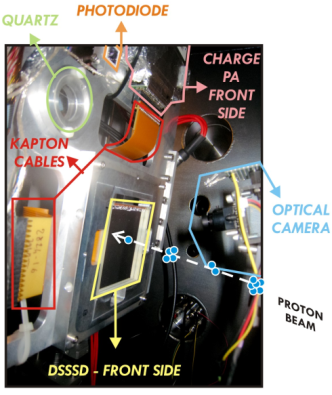 PHOTODIODE
QUARTZ
CHARGE
PA
FRONT
SIDE
KAPTON
CABLES
OPTICAL
CAMERA
PROTON
BEAM
DSSSD - FRONT SIDE